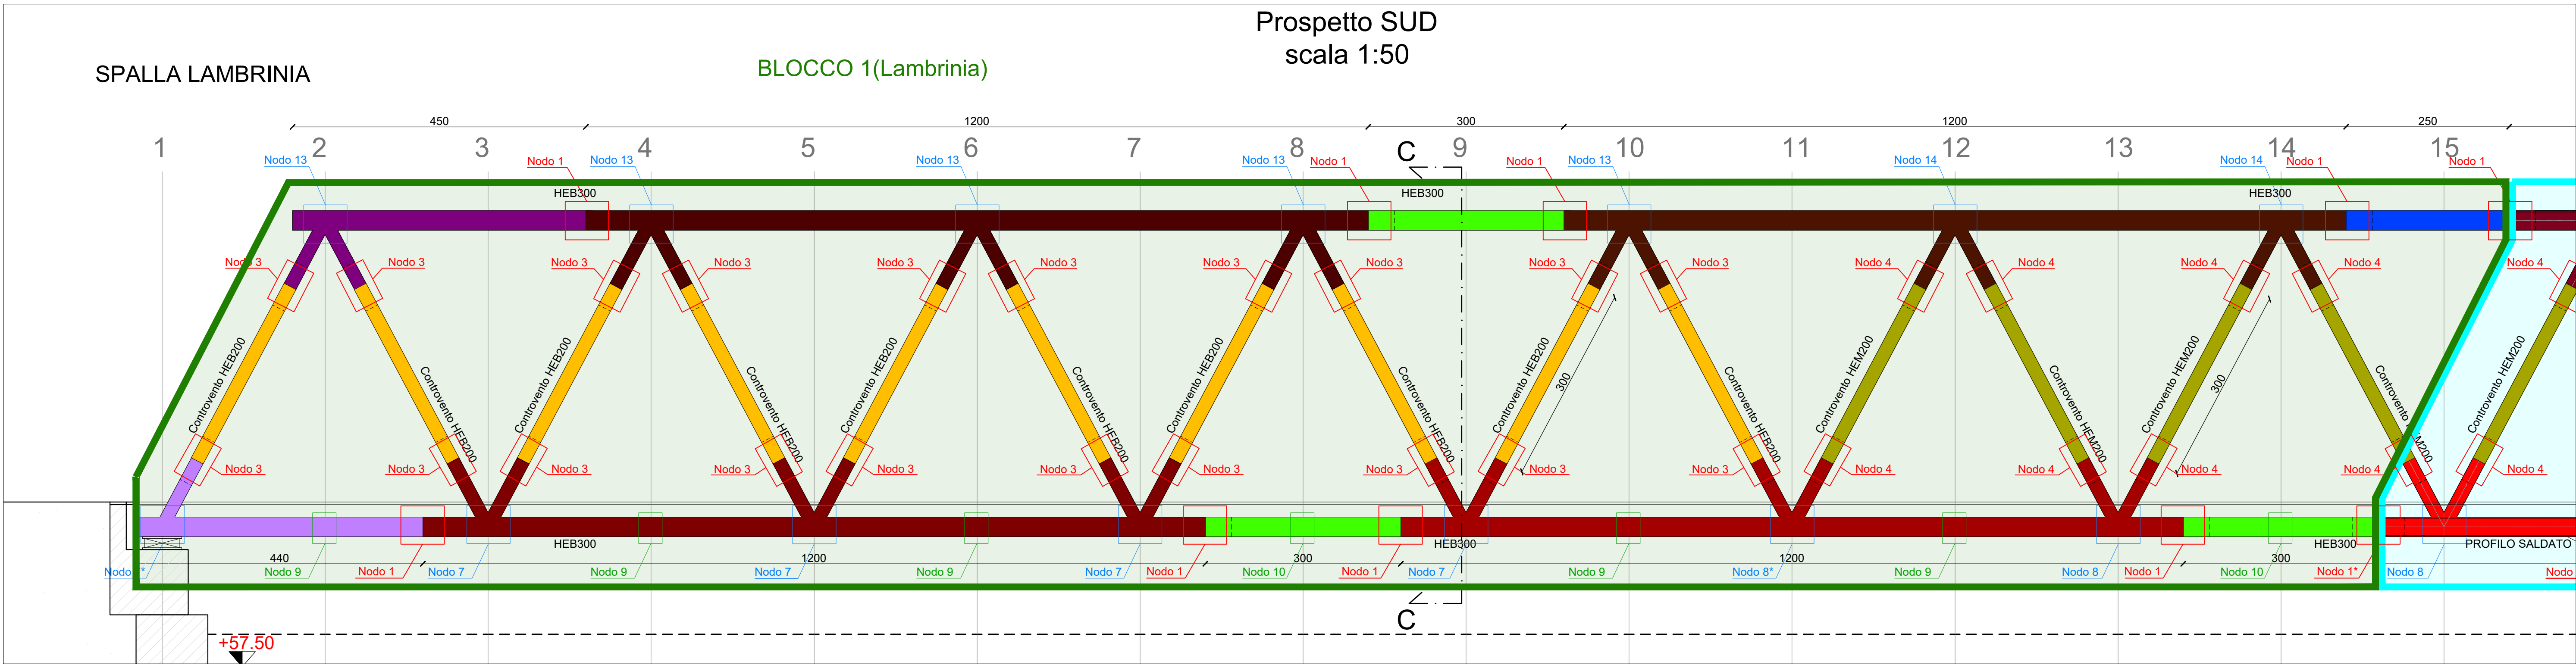 Prospetto SUD
scala 1:50
SPALLA LAMBRINIA
BLOCCO 1(Lambrinia)
450 1200 300 1200 250
1 2 3 4 5 6 7 8 9 10 11 12 13 14 15
C
Nodo 13 Nodo 1 Nodo 13 Nodo 13 Nodo 13 Nodo 1 Nodo 1 Nodo 13 Nodo 14 Nodo 14 Nodo 1 Nodo 1
HEB300 HEB300 HEB300
Nodo 3 Nodo 3 Nodo 3 Nodo 3 Nodo 3 Nodo 3 Nodo 3 Nodo 3 Nodo 3 Nodo 3 Nodo 4 Nodo 4 Nodo 4 Nodo 4 Nodo 4
Controvento HEB200 Controvento HEB200 Controvento HEB200 Controvento HEB200 Controvento HEB200 Controvento HEB200 Controvento HEB200 Controvento HEB200 Controvento HEB200 Controvento HEB200 Controvento HEM200 Controvento HEM200 Controvento HEM200 Controvento HEM200
300 300
Nodo 3 Nodo 3 Nodo 3 Nodo 3 Nodo 3 Nodo 3 Nodo 3 Nodo 3 Nodo 3 Nodo 3 Nodo 4 Nodo 4 Nodo 4 Nodo 4 Nodo 4
HEB300 HEB300 HEB300 PROFILO SALDATO
440 1200 300 1200 300
Nodo Nodo 9 Nodo 1 Nodo 7 Nodo 9 Nodo 7 Nodo 9 Nodo 7 Nodo 1 Nodo 10 Nodo 1 Nodo 7 Nodo 9 Nodo 8* Nodo 9 Nodo 8 Nodo 1 Nodo 10 Nodo 1* Nodo 8 Nodo
C
+57.50